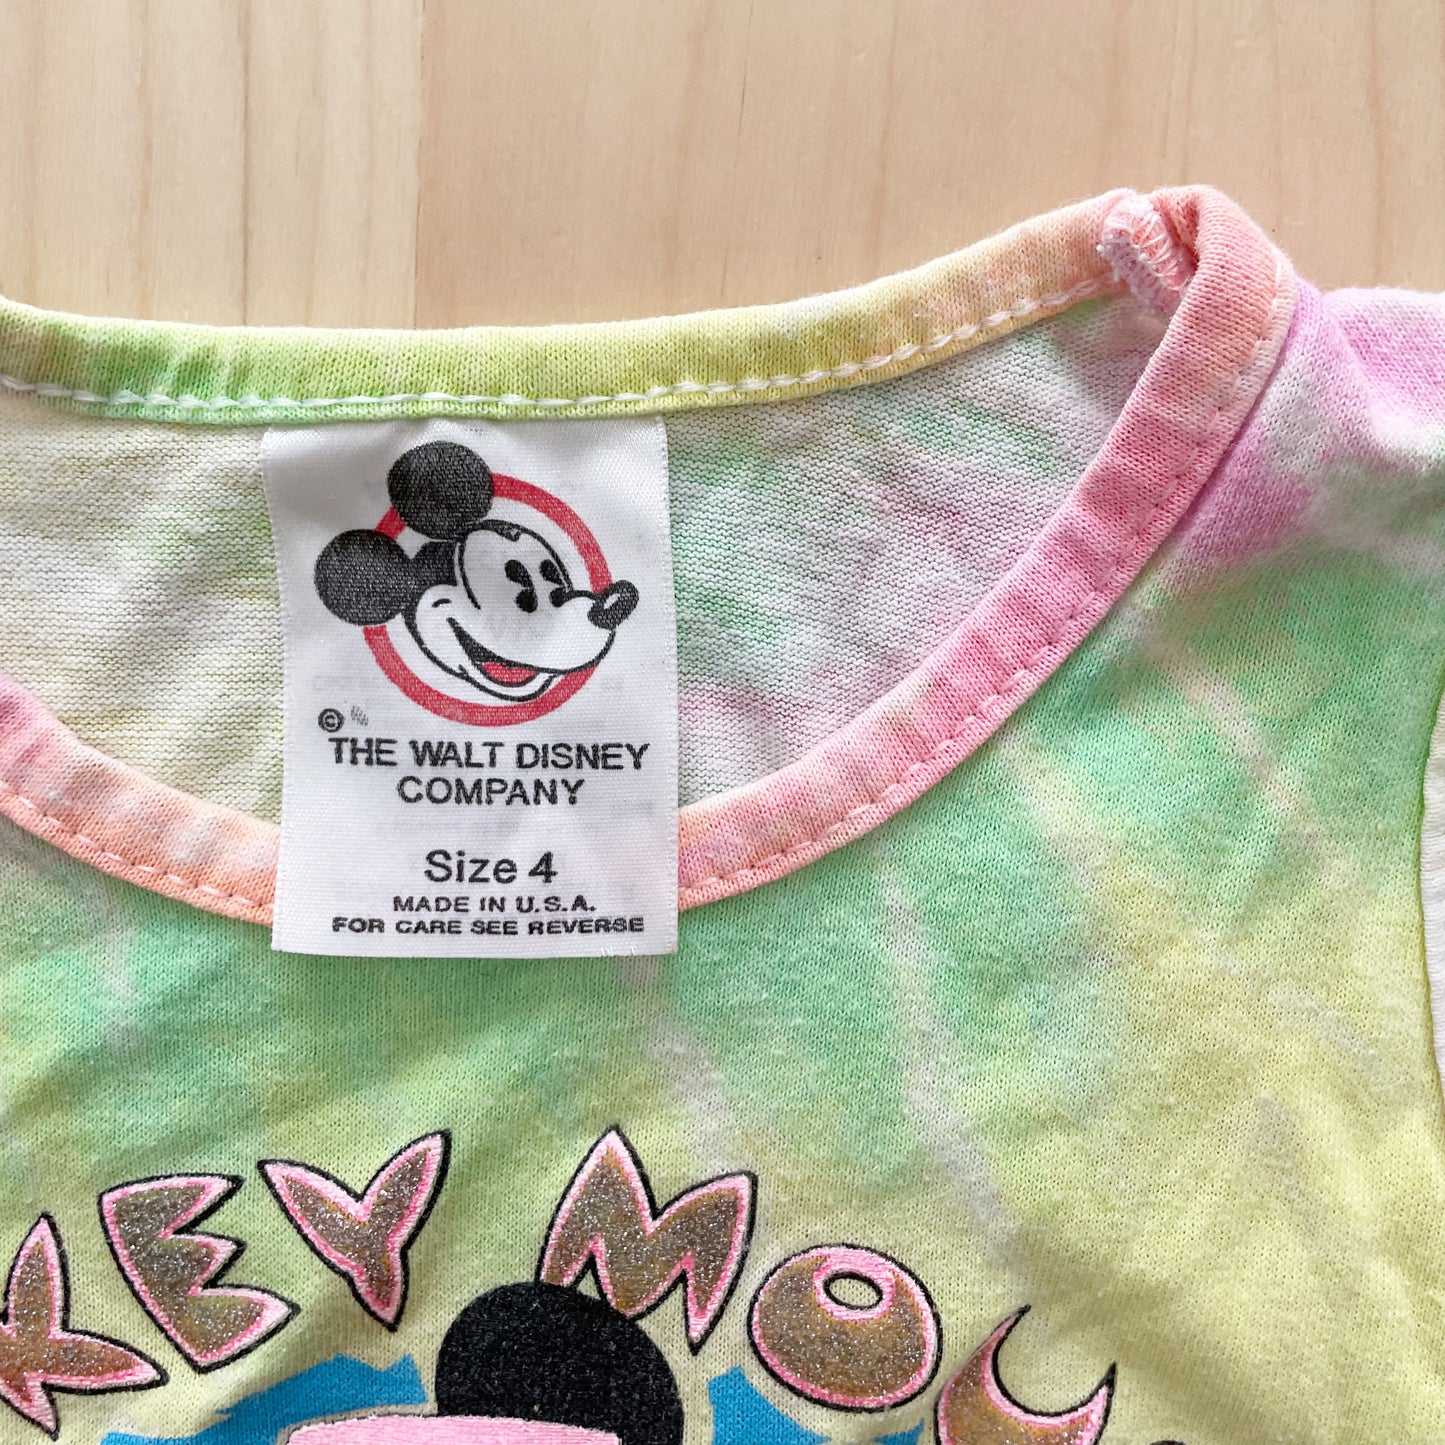 ©
THE WALT DISNEY
COMPANY
Size 4
MADE IN U.S.A.
FOR CARE SEE REVERSE
KEY MOU